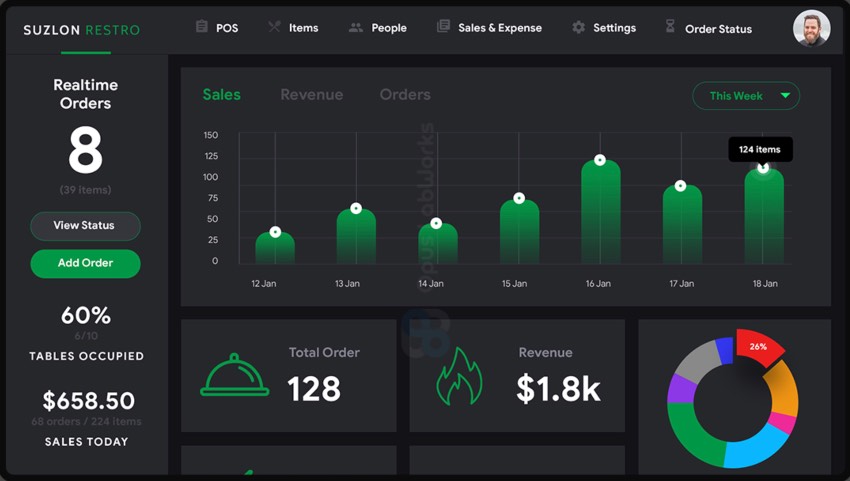 SUZLON RESTRO
POS
Items
People
Sales & Expense
Settings
Order Status
Realtime
Orders
8
(39 items)
View Status
Add Order
60%
6/10
TABLES OCCUPIED
$658.50
68 orders / 224 items
SALES TODAY
Sales
Revenue
Orders
This Week
150
125
100
75
50
25
0
124 items
12 Jan
13 Jan
14 Jan
15 Jan
16 Jan
17 Jan
18 Jan
Total Order
128
Revenue
$1.8k
26%